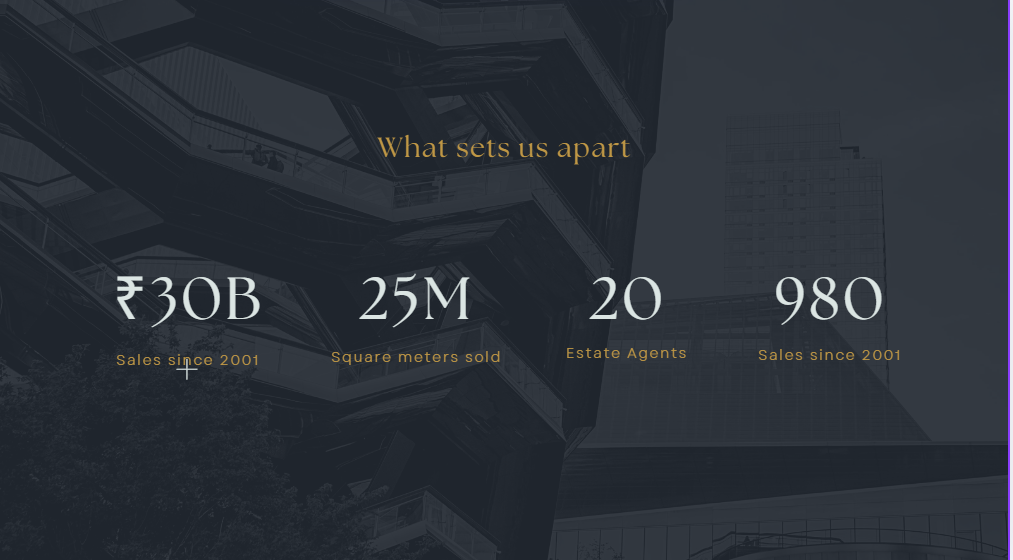 What sets us apart
₹30B
25M
20
980
Sales since 2001
Square meters sold
Estate Agents
Sales since 2001